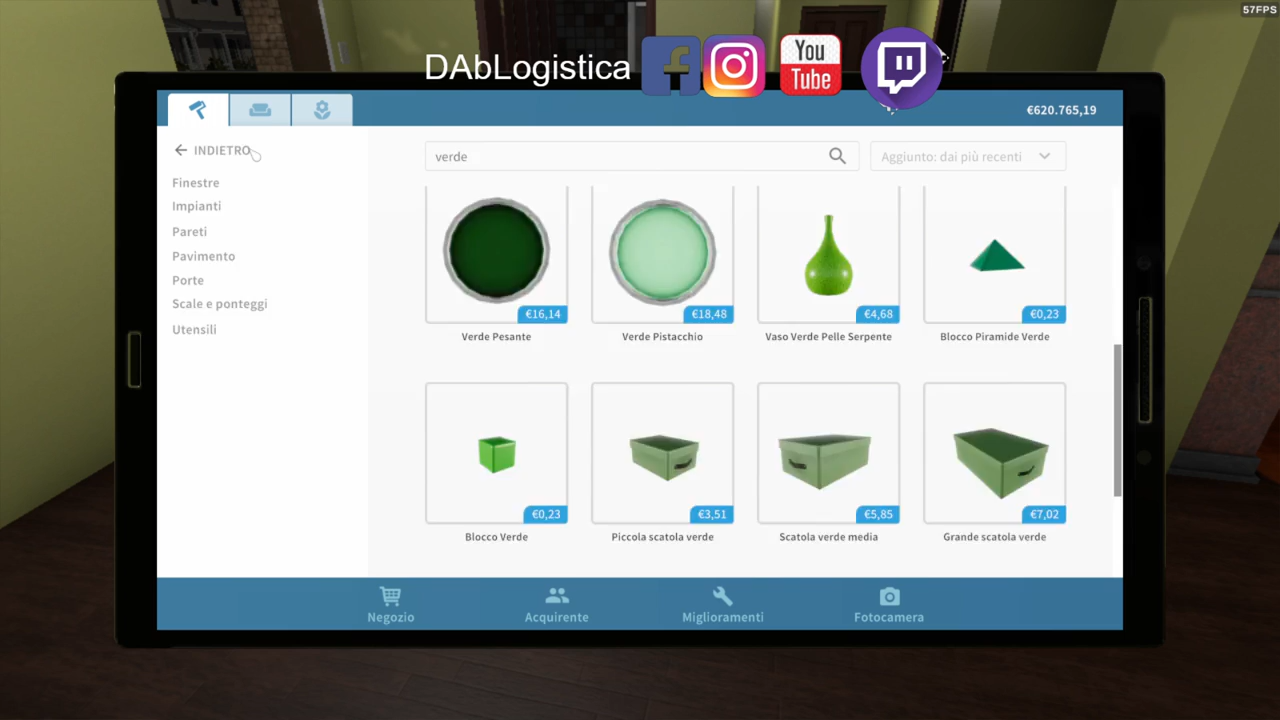 57FPS
DAbLogistica
You
Tube
€620.765,19
INDIETRO
verde
Aggiunto: dai più recenti
Finestre
Impianti
Pareti
Pavimento
Porte
Scale e ponteggi
Utensili
€16,14
€18,48
€4,68
€0,23
Verde Pesante
Verde Pistacchio
Vaso Verde Pelle Serpente
Blocco Piramide Verde
€0,23
€3,51
€5,85
€7,02
Blocco Verde
Piccola scatola verde
Scatola verde media
Grande scatola verde
Negozio
Acquirente
Miglioramenti
Fotocamera